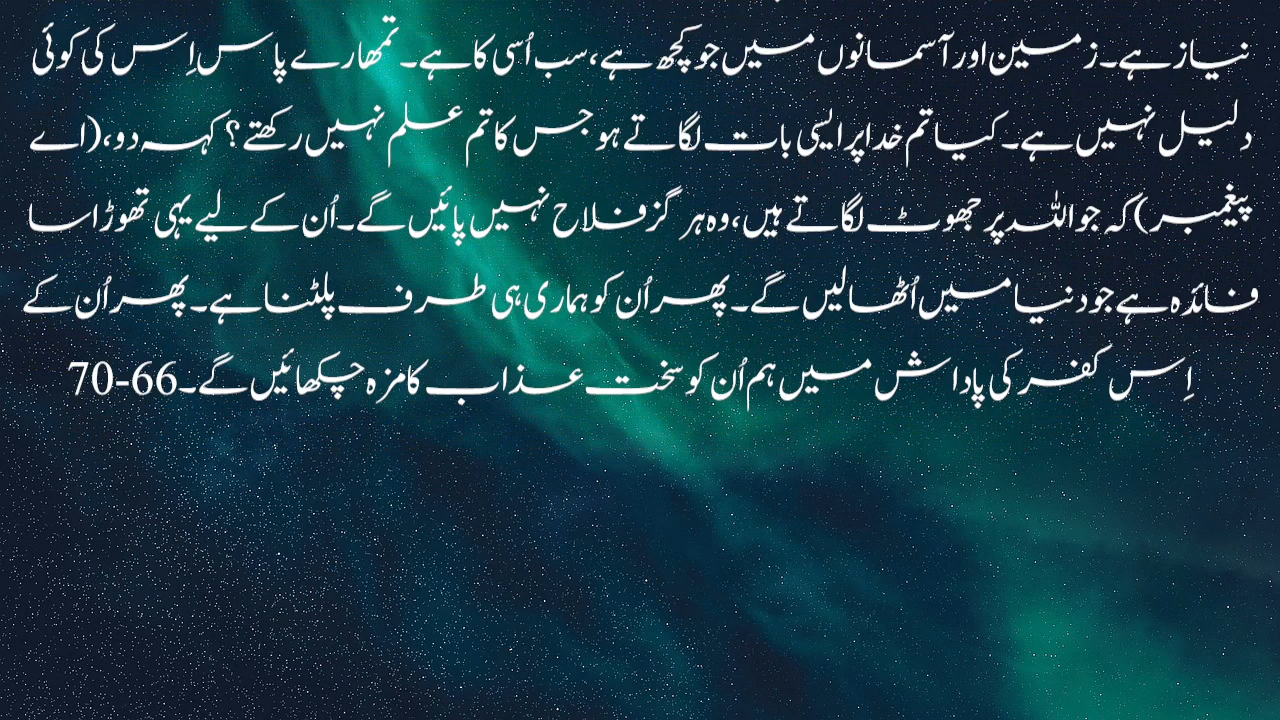 نیاز ہے۔ زمین اور آسمانوں میں جو کچھ ہے، سب اُسی کا ہے۔ تمھارے پاس اِس کی کوئی
دلیل نہیں ہے۔ کیا تم خدا پر ایسی بات لگاتے ہو جس کا تم علم نہیں رکھتے؟ کہہ دو، (اے
پیغمبر) کہ جو اللہ پر جھوٹ لگاتے ہیں، وہ ہرگز فلاح نہیں پائیں گے۔ اُن کے لیے یہی تھوڑا سا
فائدہ ہے جو دنیا میں اُٹھا لیں گے۔ پھر اُن کو ہماری ہی طرف پلٹنا ہے۔ پھر اُن کے
اِس کفر کی پاداش میں ہم اُن کو سخت عذاب کا مزہ چکھائیں گے۔ 66-70